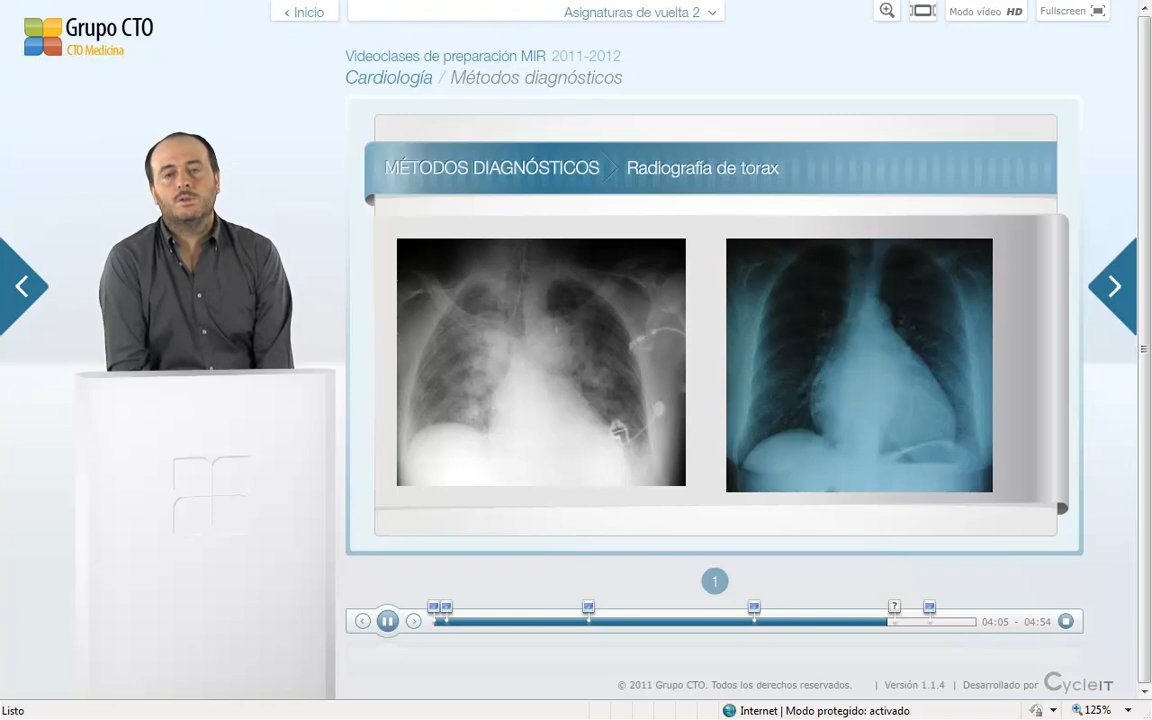 Grupo CTO
CTO Medicina
‹ Inicio
Asignaturas de vuelta 2
Modo vídeo HD
Fullscreen
Videoclases de preparación MIR 2011-2012
Cardiología / Métodos diagnósticos
MÉTODOS DIAGNÓSTICOS
Radiografía de torax
1
?
04:05 - 04:54
© 2011 Grupo CTO. Todos los derechos reservados. | Versión 1.1.4 | Desarrollado por CycleIT
Listo
Internet | Modo protegido: activado
125%